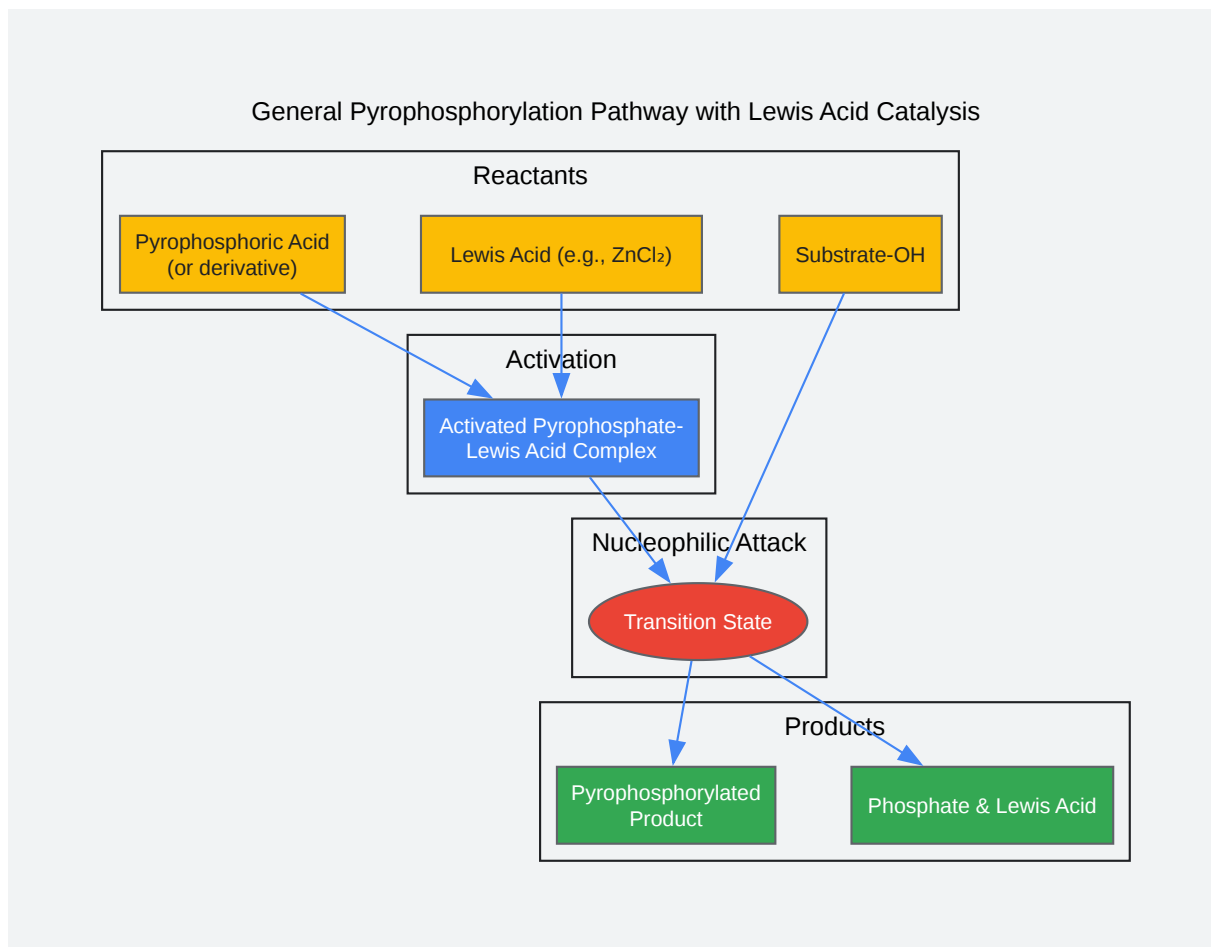 General Pyrophosphorylation Pathway with Lewis Acid Catalysis
Reactants
Pyrophosphoric Acid
(or derivative)
Lewis Acid (e.g., ZnCl₂)
Substrate-OH
Activation
Activated Pyrophosphate-
Lewis Acid Complex
Nucleophilic Attack
Transition State
Products
Pyrophosphorylated
Product
Phosphate & Lewis Acid